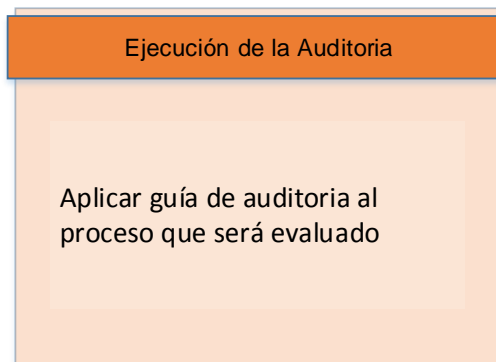 Ejecución de la Auditoria
Aplicar guía de auditoria al
proceso que será evaluado